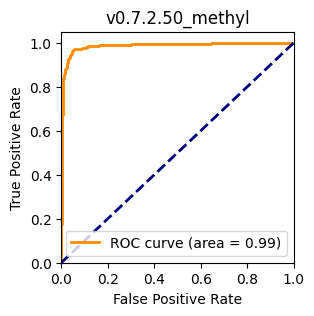 v0.7.2.50_methyl
True Positive Rate
1.0
0.8
0.6
0.4
0.2
0.0
ROC curve (area = 0.99)
0.0 0.2 0.4 0.6 0.8 1.0
False Positive Rate